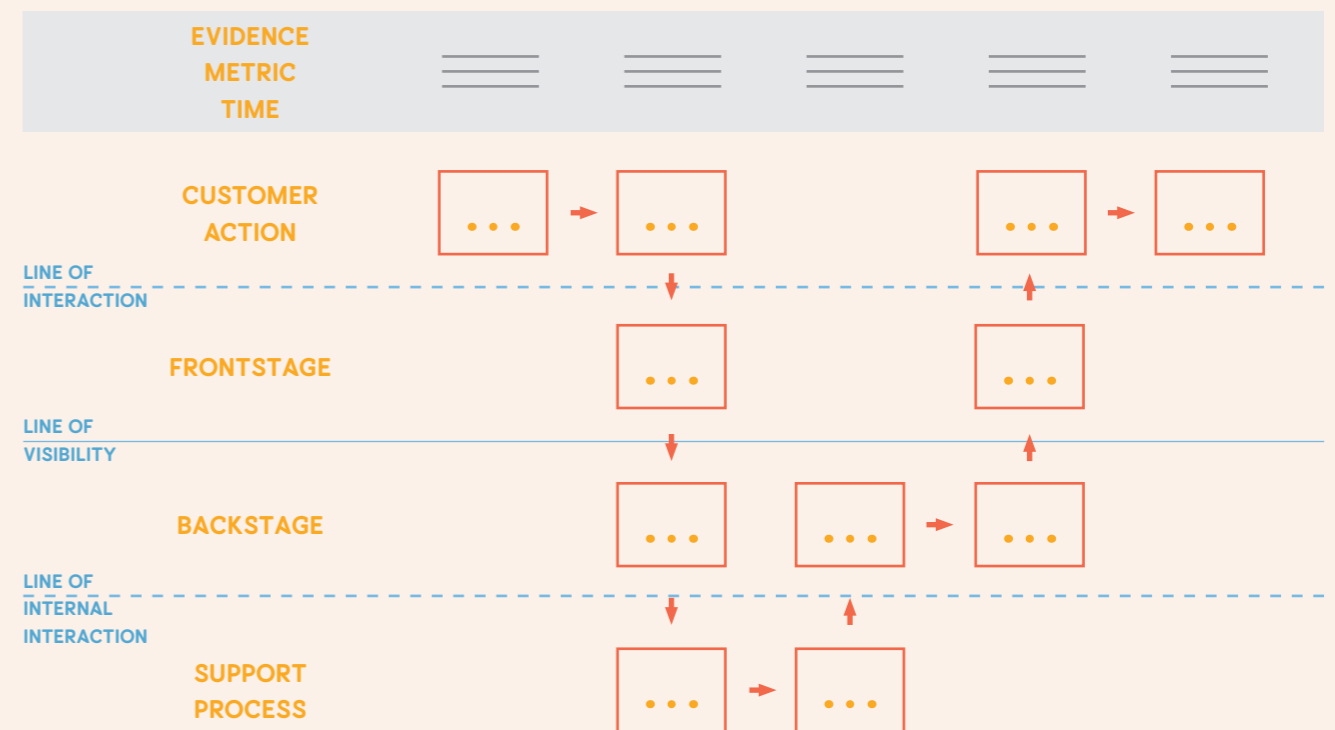 EVIDENCE
METRIC
TIME
CUSTOMER
ACTION
LINE OF
INTERACTION
FRONTSTAGE
LINE OF
VISIBILITY
BACKSTAGE
LINE OF
INTERNAL
INTERACTION
SUPPORT
PROCESS